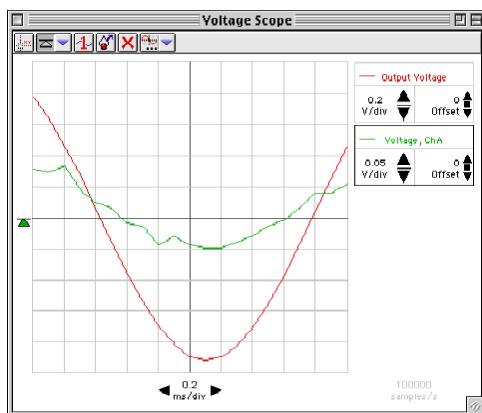 Voltage Scope
Output Voltage
0.2
V/div
0
Offset
Voltage, ChA
0.05
V/div
0
Offset
0.2
ms/div
100000
samples/s